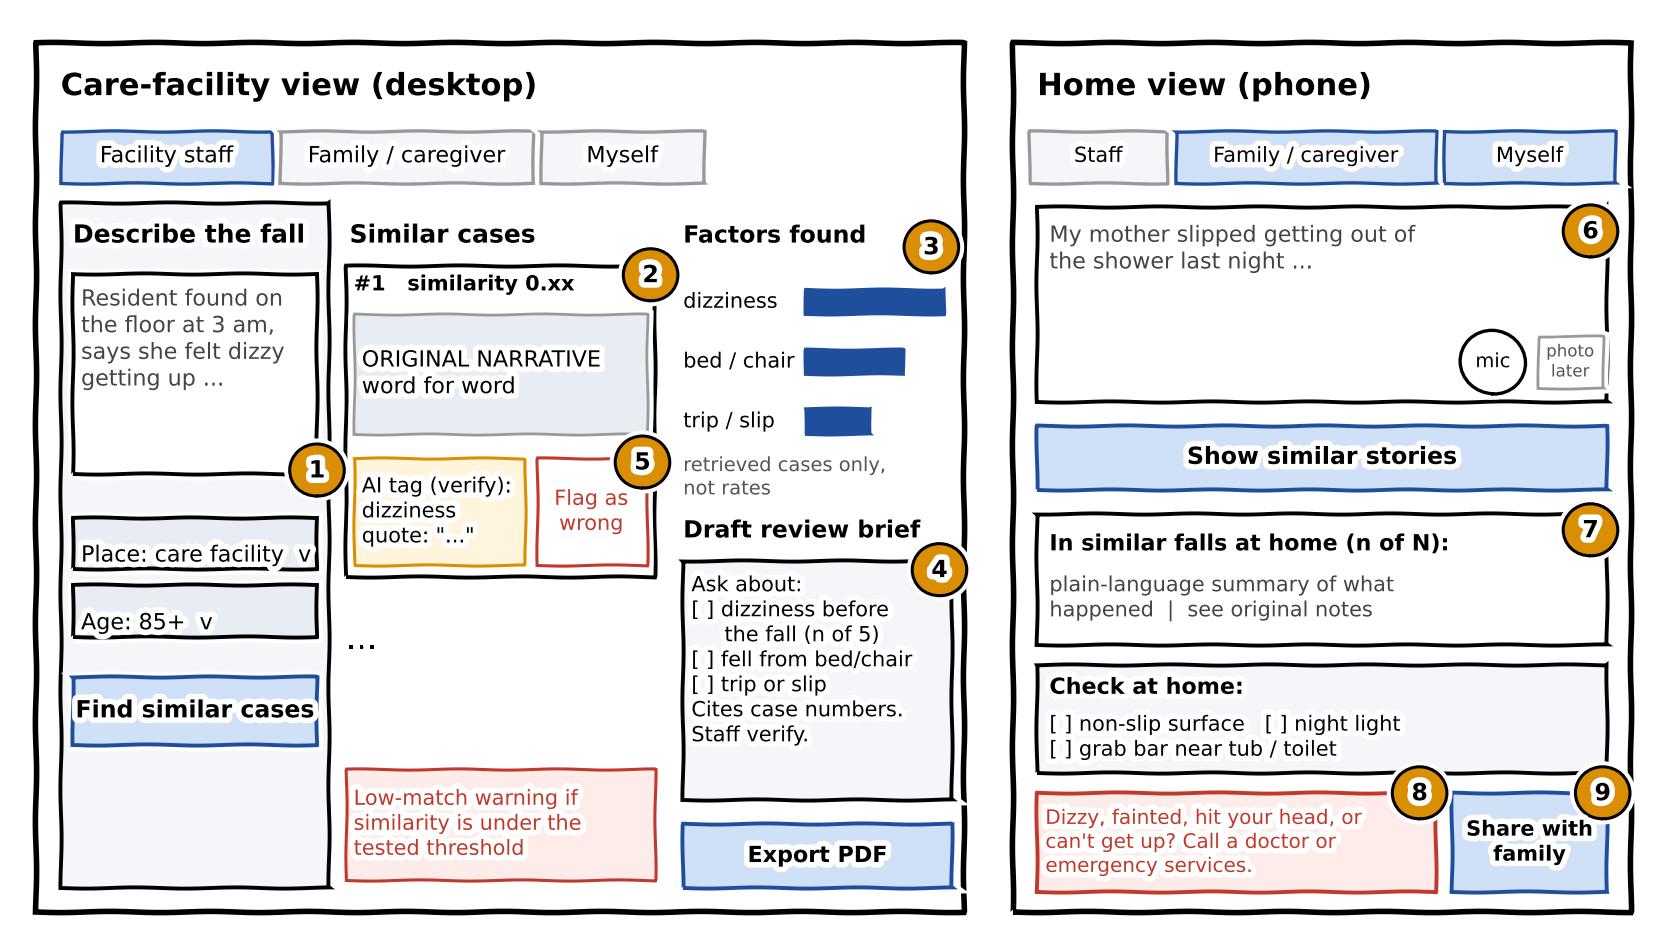 Care-facility view (desktop)
Facility staff
Family / caregiver
Myself
Describe the fall
Resident found on
the floor at 3 am,
says she felt dizzy
getting up ...
1
Place: care facility v
Age: 85+ v
Find similar cases
Similar cases
2
#1 similarity 0.xx
ORIGINAL NARRATIVE
word for word
AI tag (verify):
dizziness
quote: "..."
5
Flag as
wrong
...
Low-match warning if
similarity is under the
tested threshold
Factors found
3
dizziness
bed / chair
trip / slip
retrieved cases only,
not rates
Draft review brief
4
Ask about:
[ ] dizziness before
the fall (n of 5)
[ ] fell from bed/chair
[ ] trip or slip
Cites case numbers.
Staff verify.
Export PDF
Home view (phone)
Staff
Family / caregiver
Myself
6
My mother slipped getting out of
the shower last night ...
mic
photo
later
Show similar stories
7
In similar falls at home (n of N):
plain-language summary of what
happened | see original notes
Check at home:
[ ] non-slip surface [ ] night light
[ ] grab bar near tub / toilet
8
Dizzy, fainted, hit your head, or
can't get up? Call a doctor or
emergency services.
9
Share with
family